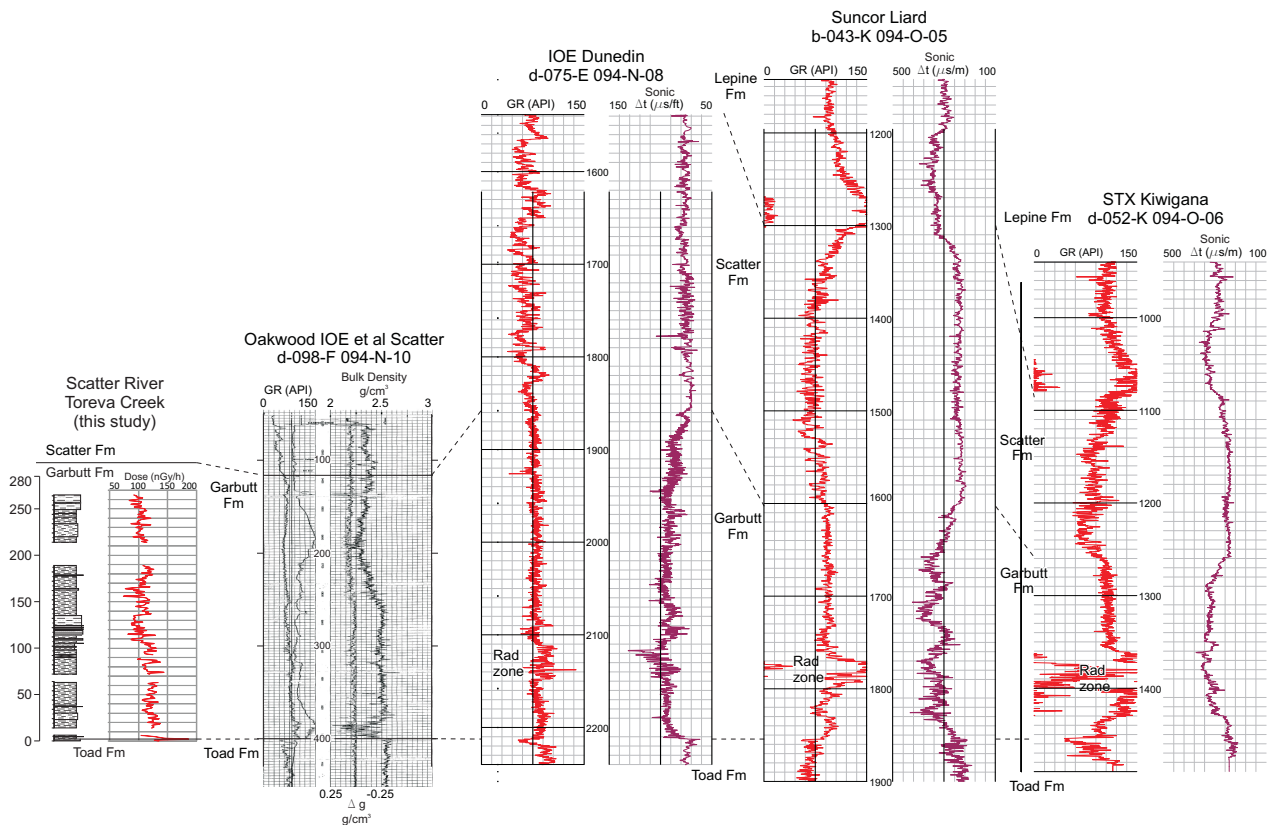 Suncor Liard
b-043-K 094-O-05
IOE Dunedin
d-075-E 094-N-08
Lepine
Fm
0 GR (API) 150
Sonic
500 Δt (μs/m) 100
0 GR (API) 150
Sonic
150 Δt (μs/ft) 50
1200
1600
STX Kiwigana
d-052-K 094-O-06
Lepine Fm
1300
Scatter
Fm
0 GR (API) 150
Sonic
500 Δt (μs/m) 100
1700
1000
1400
Oakwood IOE et al Scatter
d-098-F 094-N-10
1800
Scatter River
Toreva Creek
(this study)
GR (API)
0 150
Bulk Density
g/cm³
2 2.5 3
1100
1500
Scatter
Fm
Scatter Fm
Garbutt Fm
100
1900
Garbutt
Fm
280
Dose (nGy/h)
50 100 150 200
250
1600
1200
Garbutt
Fm
200
200
2000
Garbutt
Fm
150
1700
1300
100
300
2100
Rad
zone
Rad
zone
Rad
zone
50
1800
1400
0
400
2200
Toad Fm
Toad
Fm
Toad Fm
1900
Toad Fm
0.25 -0.25
Δ g
g/cm³